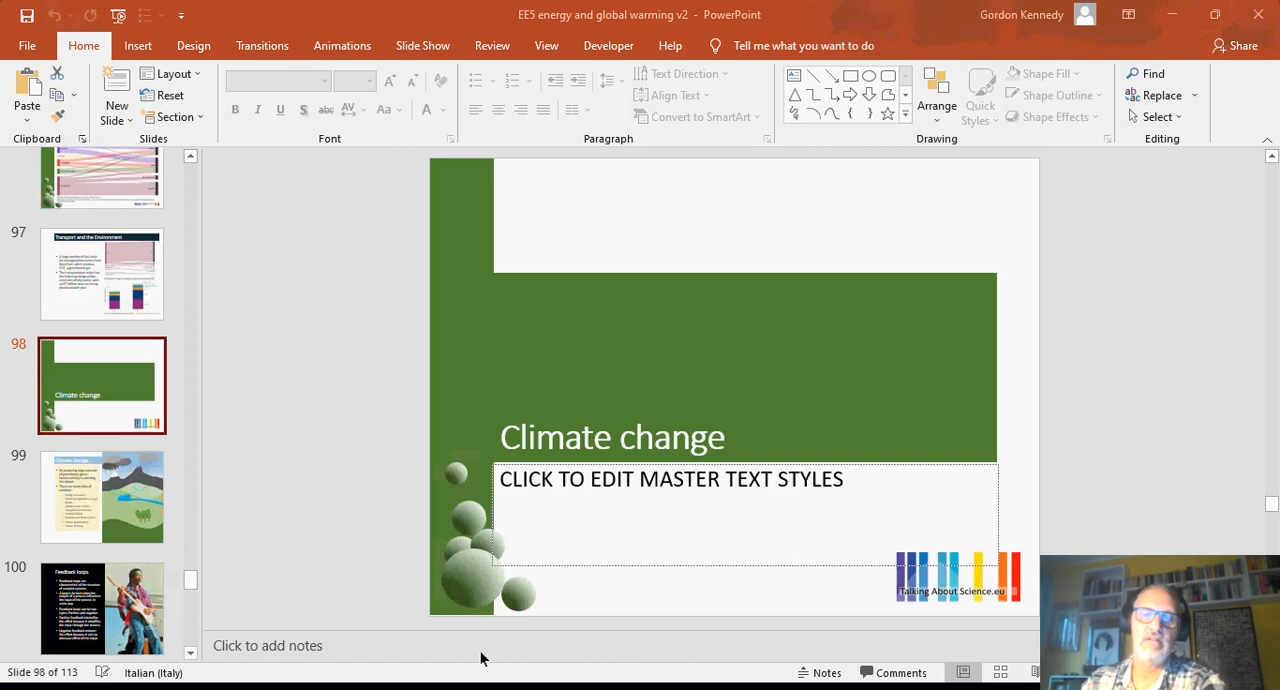 EE5 energy and global warming v2 - PowerPoint
Gordon Kennedy
File Home Insert Design Transitions Animations Slide Show Review View Developer Help Tell me what you want to do Share
Paste
New Slide
Layout
Reset
Section
Text Direction
Align Text
Convert to SmartArt
Arrange
Quick Styles
Shape Fill
Shape Outline
Shape Effects
Find
Replace
Select
Clipboard Slides Font Paragraph Drawing Editing
97
Transport and the Environment
98
Climate change
99
Climate change
100
Feedback loops
Climate change
CLICK TO EDIT MASTER TEXT STYLES
Talking About Science.eu
Click to add notes
Slide 98 of 113 Italian (Italy) Notes Comments